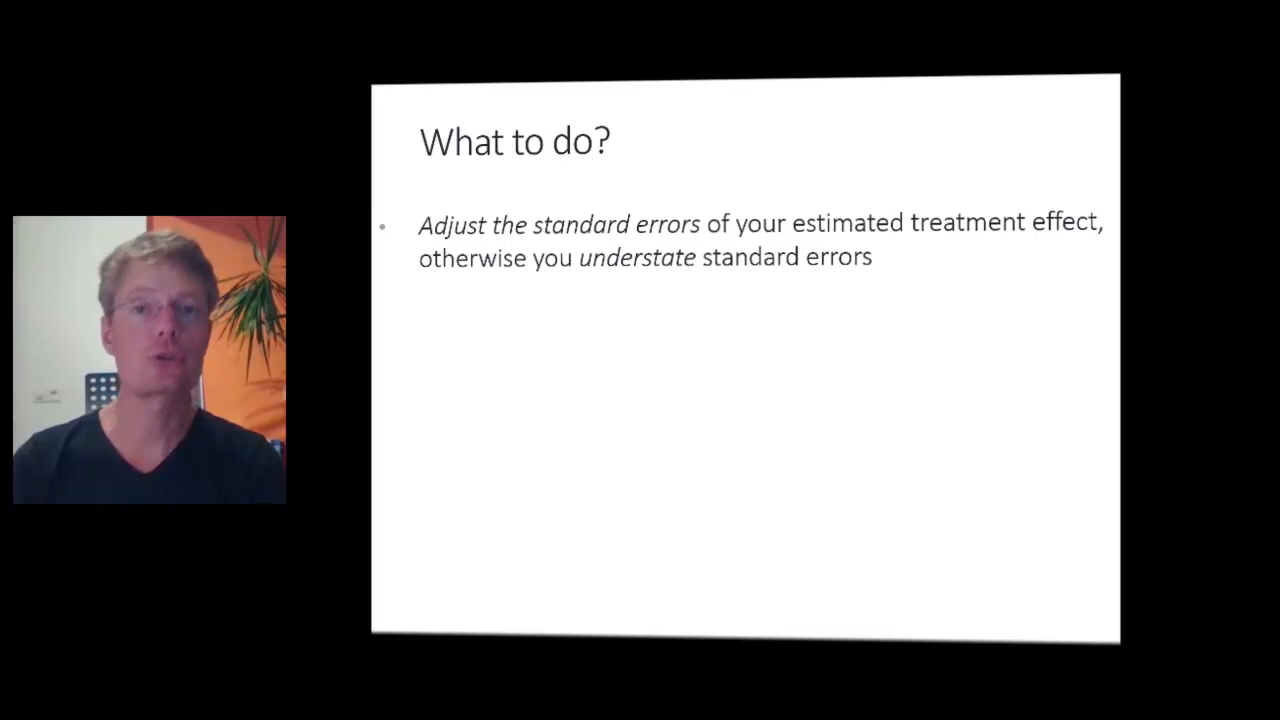 What to do?
• Adjust the standard errors of your estimated treatment effect,
otherwise you understate standard errors